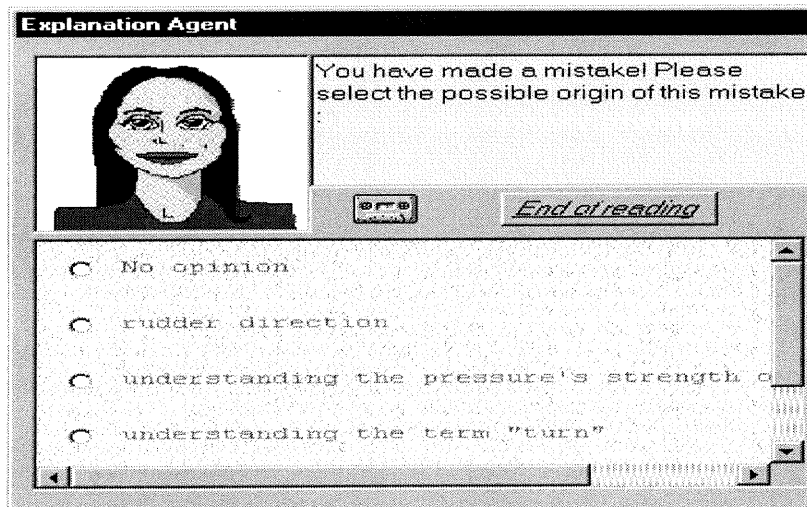 Explanation Agent
You have made a mistake! Please
select the possible origin of this mistake
:
End of reading
No opinion
rudder direction
understanding the pressure's strength o
understanding the term "turn"